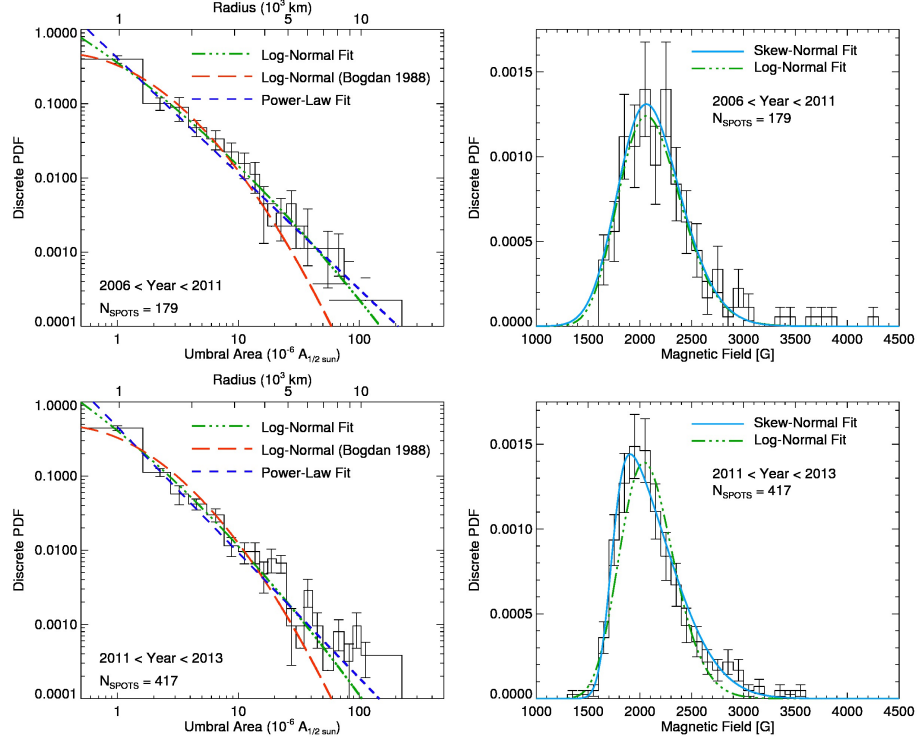 Radius (10³ km)
1 5 10
1.0000
0.1000
0.0100
0.0010
0.0001
Discrete PDF
Log-Normal Fit
Log-Normal (Bogdan 1988)
Power-Law Fit
2006 < Year < 2011
N_SPOTS = 179
1 10 100
Umbral Area (10⁻⁶ A_1/2 sun)
0.0015
0.0010
0.0005
0.0000
Discrete PDF
Skew-Normal Fit
Log-Normal Fit
2006 < Year < 2011
N_SPOTS = 179
1000 1500 2000 2500 3000 3500 4000 4500
Magnetic Field [G]
Radius (10³ km)
1 5 10
1.0000
0.1000
0.0100
0.0010
0.0001
Discrete PDF
Log-Normal Fit
Log-Normal (Bogdan 1988)
Power-Law Fit
2011 < Year < 2013
N_SPOTS = 417
1 10 100
Umbral Area (10⁻⁶ A_1/2 sun)
0.0015
0.0010
0.0005
0.0000
Discrete PDF
Skew-Normal Fit
Log-Normal Fit
2011 < Year < 2013
N_SPOTS = 417
1000 1500 2000 2500 3000 3500 4000 4500
Magnetic Field [G]